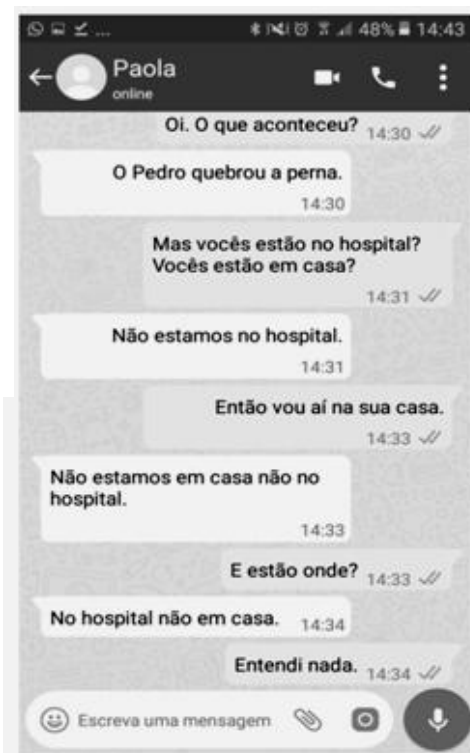 ... 48% 14:43
Paola
online
Oi. O que aconteceu? 14:30
O Pedro quebrou a perna.
14:30
Mas vocês estão no hospital?
Vocês estão em casa?
14:31
Não estamos no hospital.
14:31
Então vou aí na sua casa.
14:33
Não estamos em casa não no
hospital.
14:33
E estão onde? 14:33
No hospital não em casa. 14:34
Entendi nada. 14:34
Escreva uma mensagem